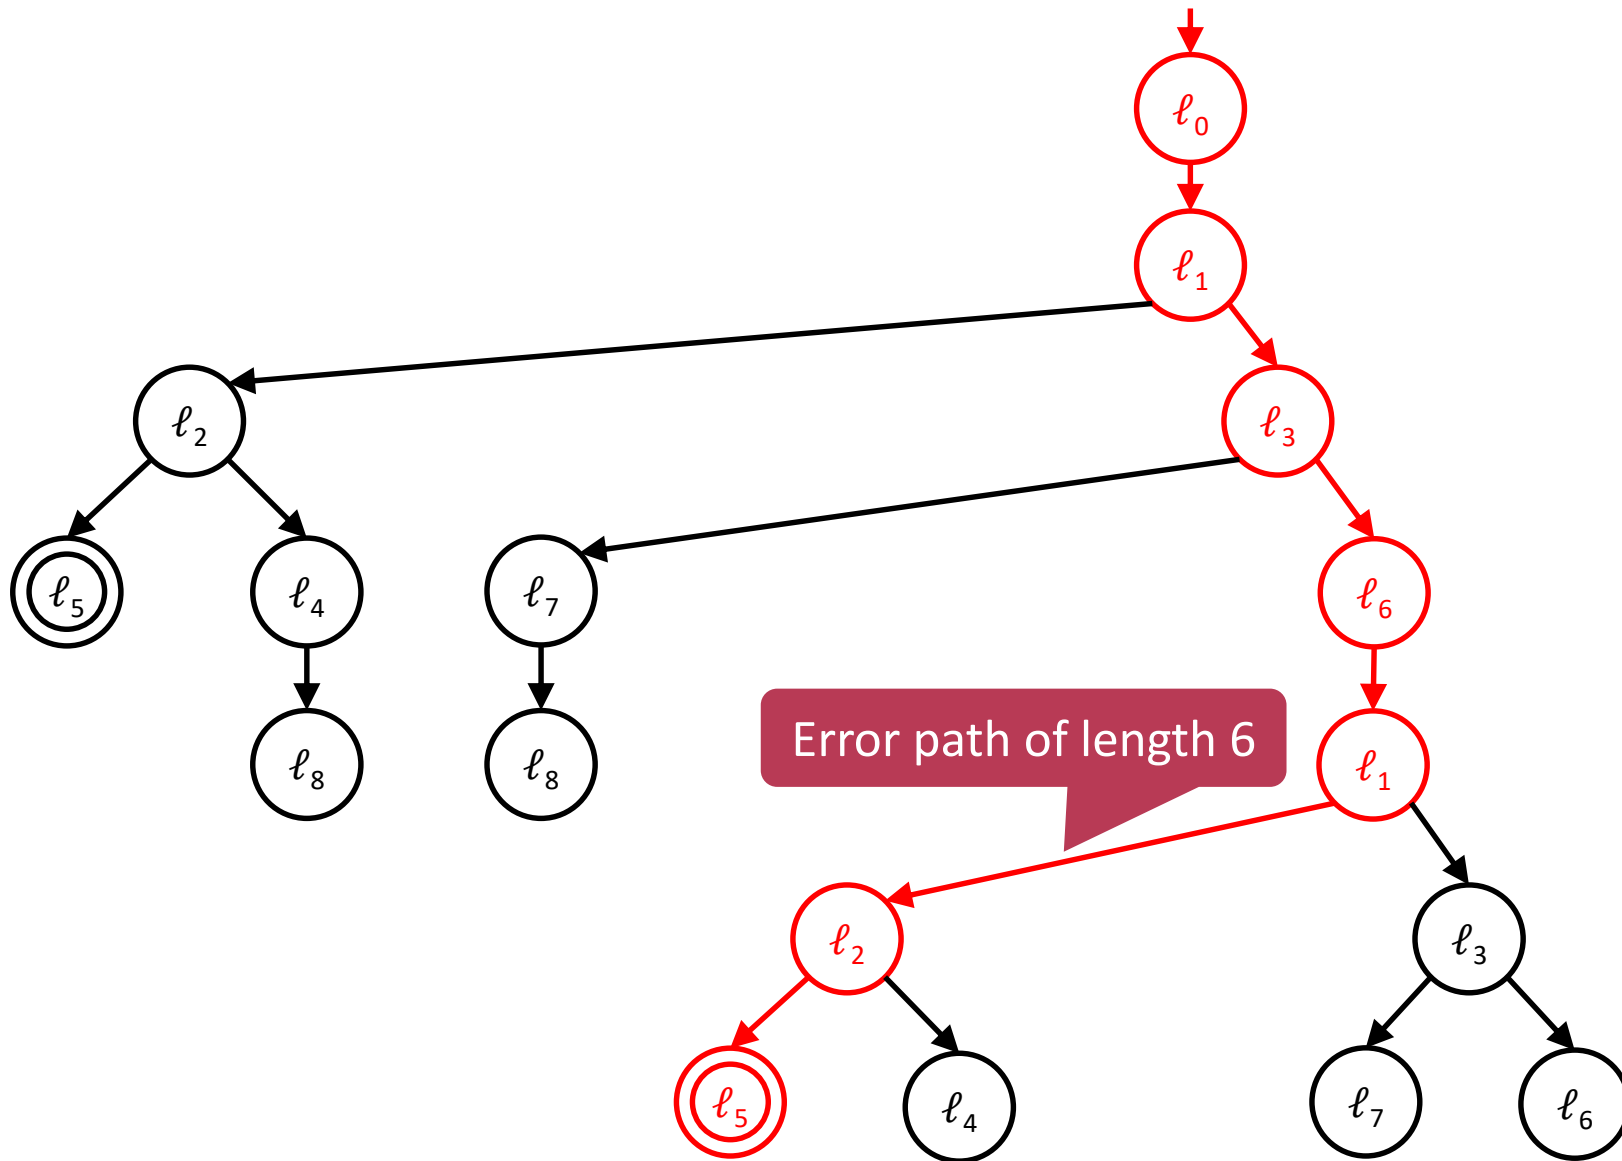 ℓ0
ℓ1
ℓ2
ℓ3
ℓ5
ℓ4
ℓ7
ℓ6
ℓ8
ℓ8
Error path of length 6
ℓ1
ℓ2
ℓ3
ℓ5
ℓ4
ℓ7
ℓ6